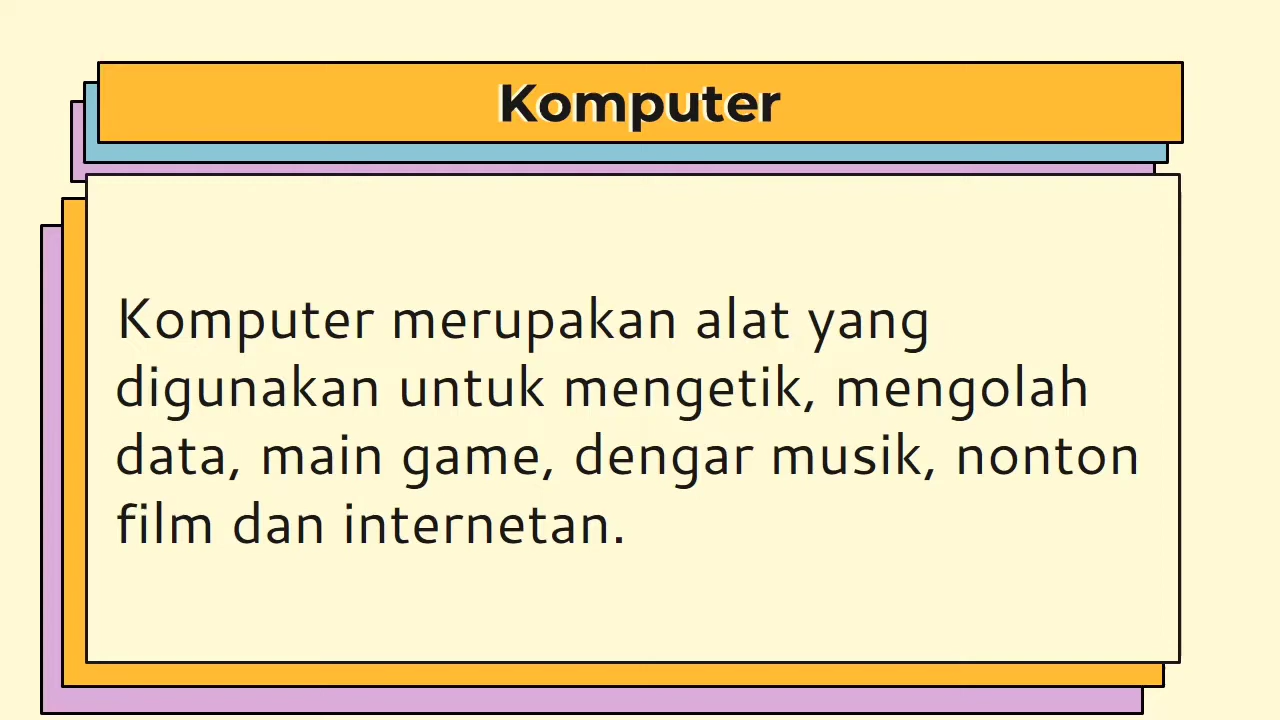 Komputer
Komputer merupakan alat yang
digunakan untuk mengetik, mengolah
data, main game, dengar musik, nonton
film dan internetan.